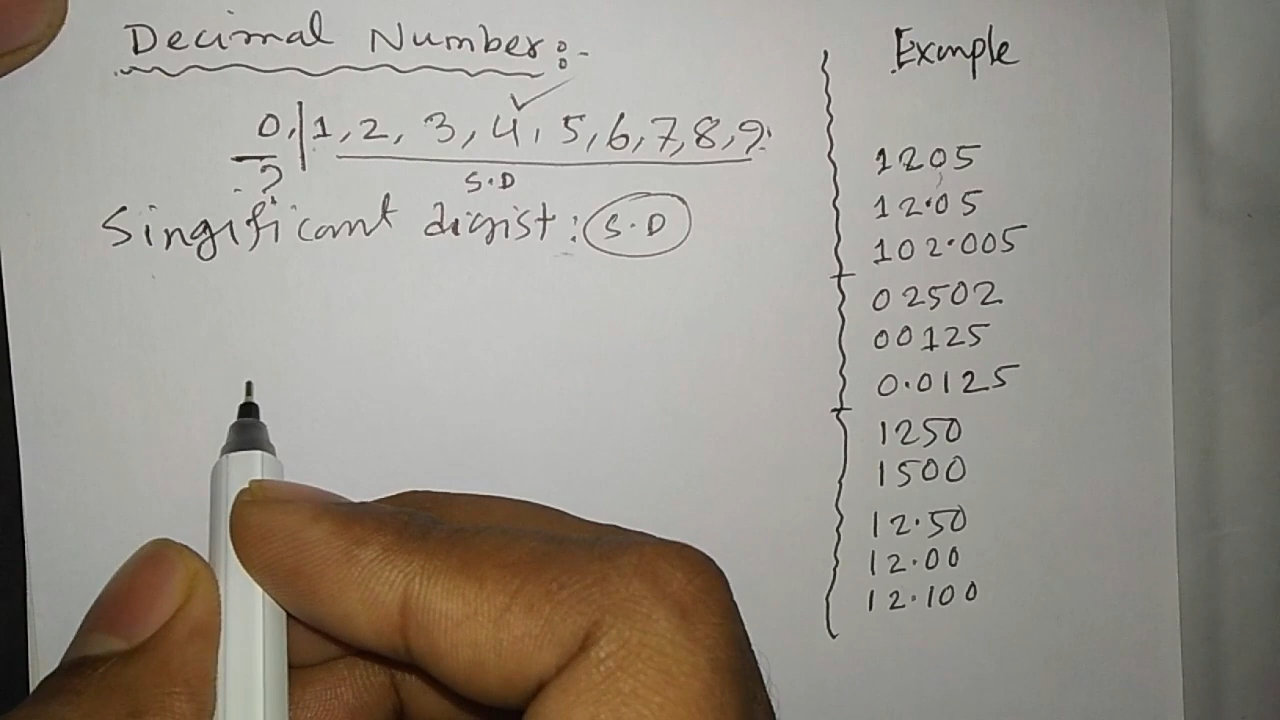 Decimal Number:-
0, 1, 2, 3, 4, 5, 6, 7, 8, 9.
?
S.D
Singificant digist: S.D
Exmple
1205
12.05
102.005
02502
00125
0.0125
1250
1500
12.50
12.00
12.100